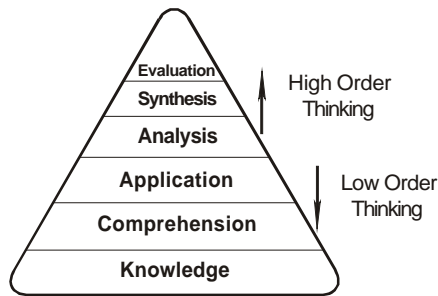 Evaluation
Synthesis
Analysis
Application
Comprehension
Knowledge
High Order
Thinking
Low Order
Thinking